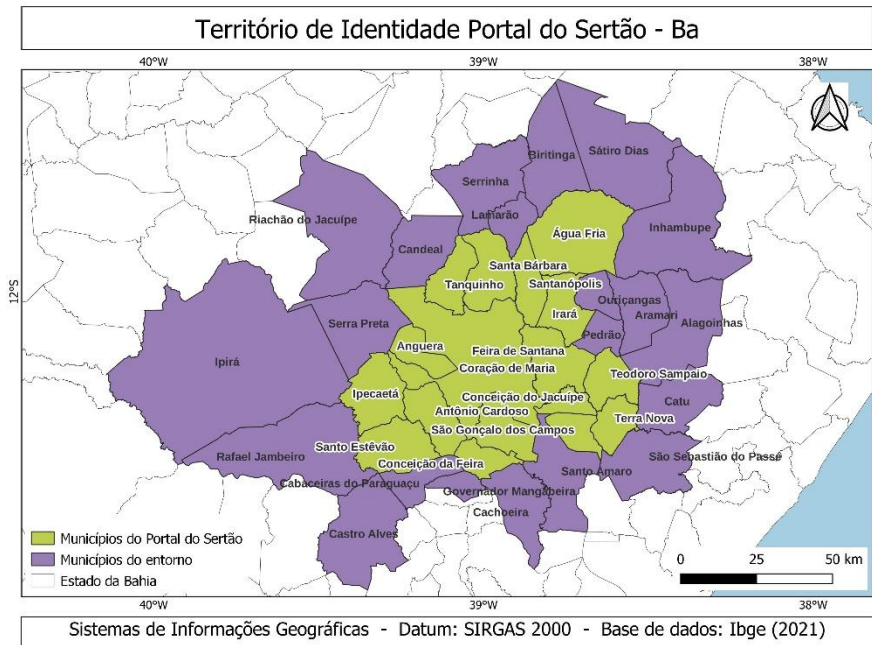 Território de Identidade Portal do Sertão - Ba
40°W
39°W
38°W
Biritinga
Sátiro Dias
Serrinha
Lamarão
Riachão do Jacuípe
Água Fria
Inhambupe
Candeal
Santa Bárbara
Tanquinho
Santanópolis
12°S
Ouriçangas
Irará
Aramari
Serra Preta
Alagoinhas
Pedrão
Anguera
Feira de Santana
Ipirá
Coração de Maria
Teodoro Sampaio
Ipecaetá
Conceição do Jacuípe
Catu
Antônio Cardoso
Terra Nova
São Gonçalo dos Campos
Santo Estêvão
Rafael Jambeiro
São Sebastião do Passé
Conceição da Feira
Santo Amaro
Cabaceiras do Paraguaçu
Governador Mangabeira
Cachoeira
Castro Alves
Municípios do Portal do Sertão
Municípios do entorno
Estado da Bahia
0 25 50 km
40°W
39°W
38°W
Sistemas de Informações Geográficas - Datum: SIRGAS 2000 - Base de dados: Ibge (2021)